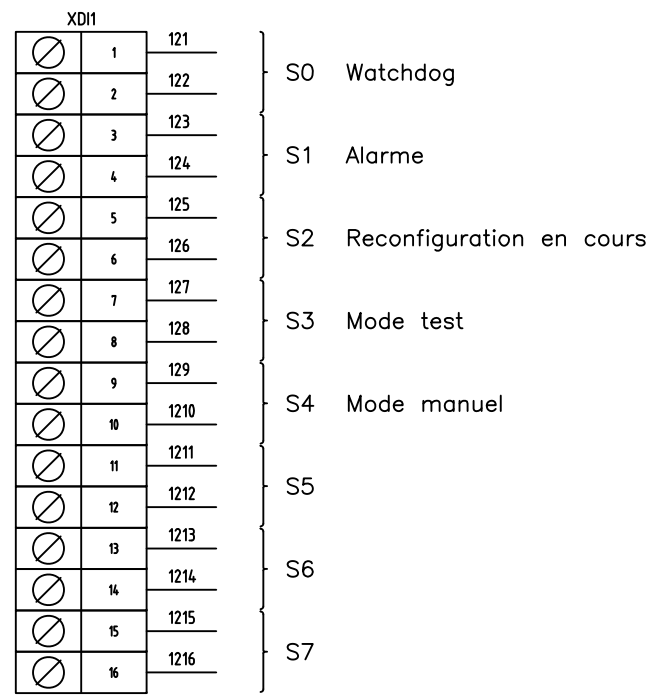 XDI1
1 121
2 122
S0 Watchdog
3 123
4 124
S1 Alarme
5 125
6 126
S2 Reconfiguration en cours
7 127
8 128
S3 Mode test
9 129
10 1210
S4 Mode manuel
11 1211
12 1212
S5
13 1213
14 1214
S6
15 1215
16 1216
S7